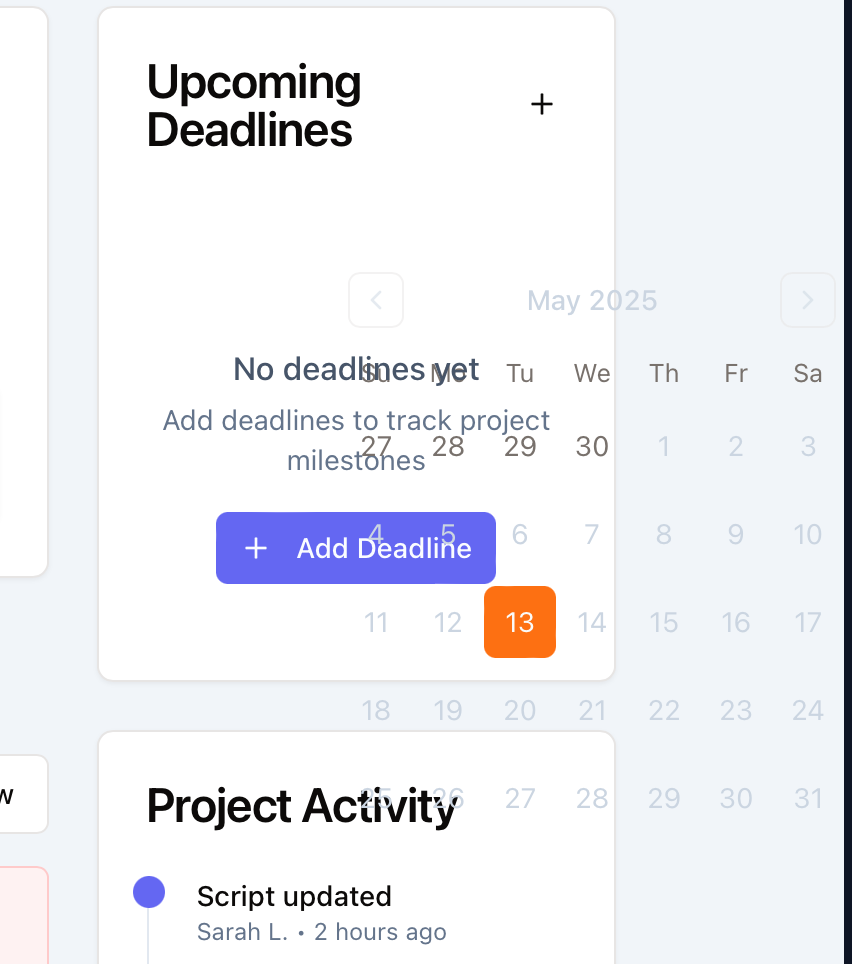 Upcoming
Deadlines
May 2025
No deadlines yet
Su Mo Tu We Th Fr Sa
Add deadlines to track project
milestones
27 28 29 30 1 2 3
Add Deadline
4 5 6 7 8 9 10
11 12 13 14 15 16 17
18 19 20 21 22 23 24
Project Activity
25 26 27 28 29 30 31
Script updated
Sarah L. • 2 hours ago